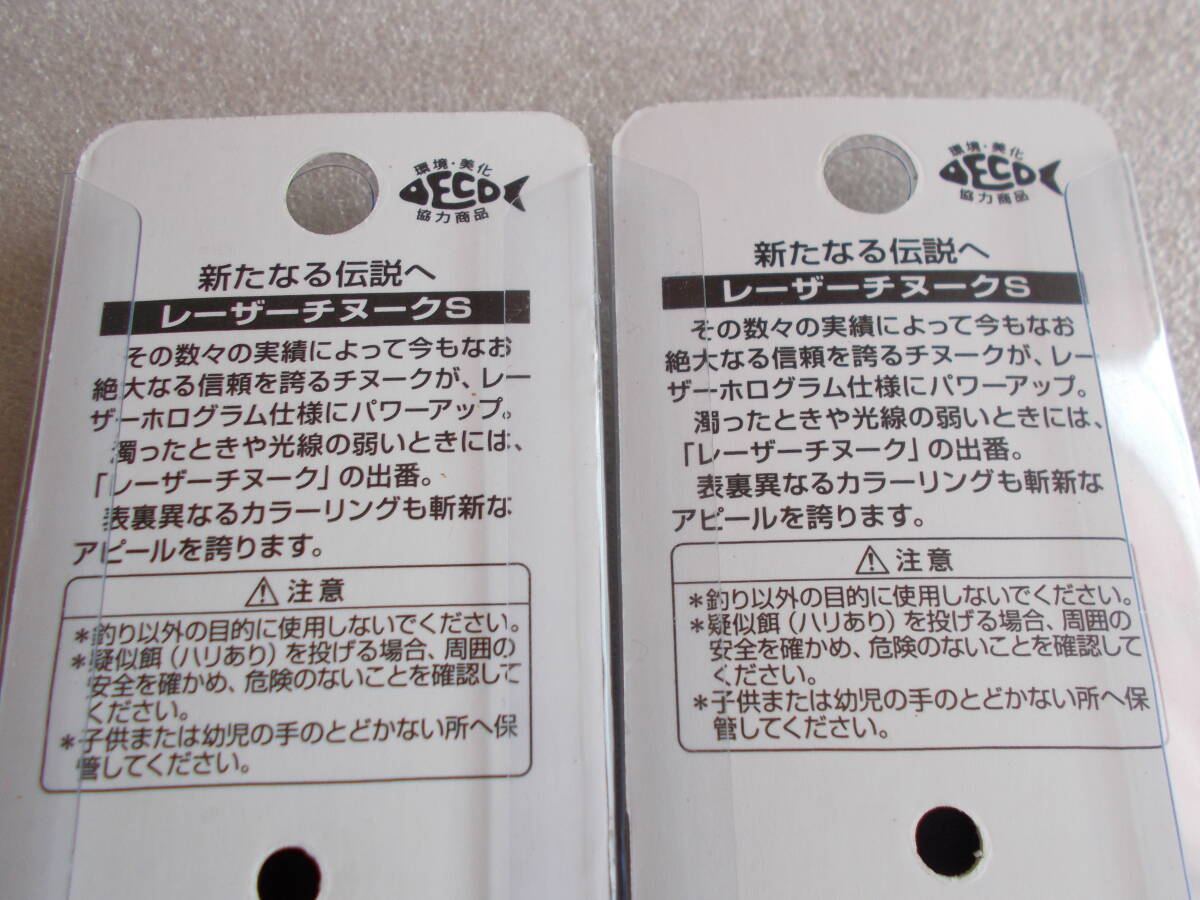 環境・美化
ECO
協力商品
新たなる伝説へ
レーザーチヌークS
その数々の実績によって今もなお
絶大なる信頼を誇るチヌークが、レー
ザーホログラム仕様にパワーアップ。
濁ったときや光線の弱いときには、
「レーザーチヌーク」の出番。
表裏異なるカラーリングも斬新な
アピールを誇ります。
⚠注意
*釣り以外の目的に使用しないでください。
*疑似餌（ハリあり）を投げる場合、周囲の
安全を確かめ、危険のないことを確認して
ください。
*子供または幼児の手のとどかない所へ保
管してください。
環境・美化
ECO
協力商品
新たなる伝説へ
レーザーチヌークS
その数々の実績によって今もなお
絶大なる信頼を誇るチヌークが、レー
ザーホログラム仕様にパワーアップ。
濁ったときや光線の弱いときには、
「レーザーチヌーク」の出番。
表裏異なるカラーリングも斬新な
アピールを誇ります。
⚠注意
*釣り以外の目的に使用しないでください。
*疑似餌（ハリあり）を投げる場合、周囲の
安全を確かめ、危険のないことを確認して
ください。
*子供または幼児の手のとどかない所へ保
管してください。